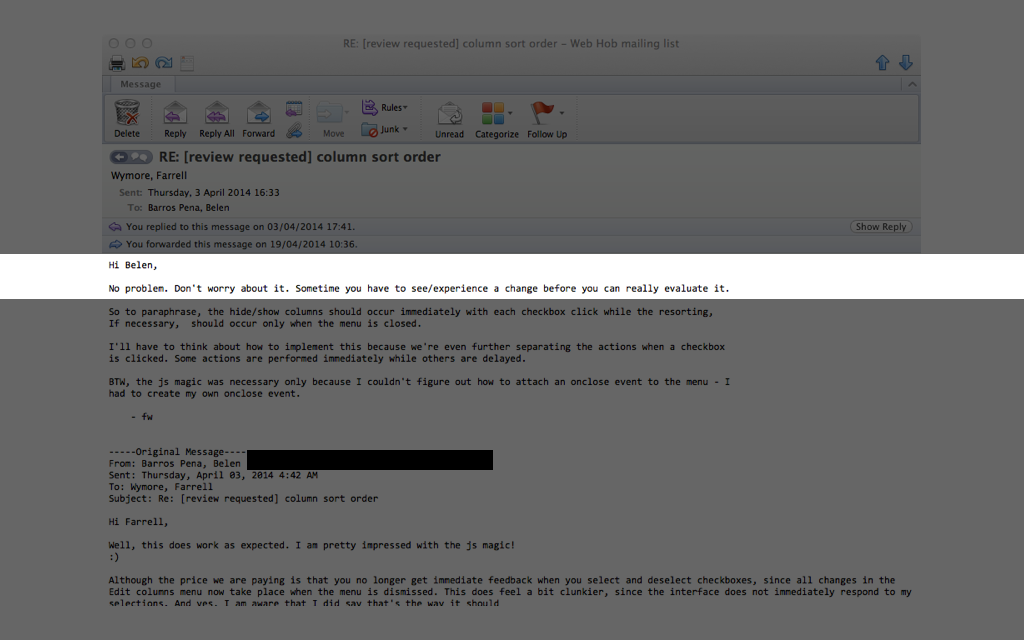 RE: [review requested] column sort order – Web Hob mailing list
Message
Delete
Reply
Reply All
Forward
Move
Rules
Junk
Unread
Categorize
Follow Up
RE: [review requested] column sort order
Wymore, Farrell
Sent: Thursday, 3 April 2014 16:33
To: Barros Pena, Belen
You replied to this message on 03/04/2014 17:41.
Show Reply
You forwarded this message on 19/04/2014 10:36.
Hi Belen,
No problem. Don't worry about it. Sometime you have to see/experience a change before you can really evaluate it.
So to paraphrase, the hide/show columns should occur immediately with each checkbox click while the resorting,
If necessary,  should occur only when the menu is closed.
I'll have to think about how to implement this because we're even further separating the actions when a checkbox
is clicked. Some actions are performed immediately while others are delayed.
BTW, the js magic was necessary only because I couldn't figure out how to attach an onclose event to the menu - I
had to create my own onclose event.
- fw
-----Original Message----
From: Barros Pena, Belen
Sent: Thursday, April 03, 2014 4:42 AM
To: Wymore, Farrell
Subject: Re: [review requested] column sort order
Hi Farrell,
Well, this does work as expected. I am pretty impressed with the js magic!
:)
Although the price we are paying is that you no longer get immediate feedback when you select and deselect checkboxes, since all changes in the
Edit columns menu now take place when the menu is dismissed. This does feel a bit clunkier, since the interface does not immediately respond to my
selections. And yes, I am aware that I did say that's the way it should